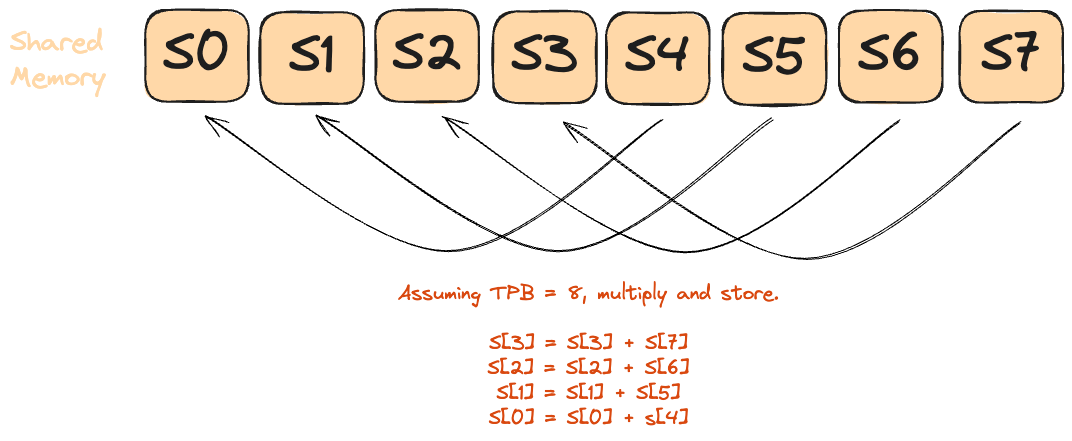 Shared
Memory
S0 S1 S2 S3 S4 S5 S6 S7
Assuming TPB = 8, multiply and store.
S[3] = S[3] + S[7]
S[2] = S[2] + S[6]
S[1] = S[1] + S[5]
S[0] = S[0] + s[4]